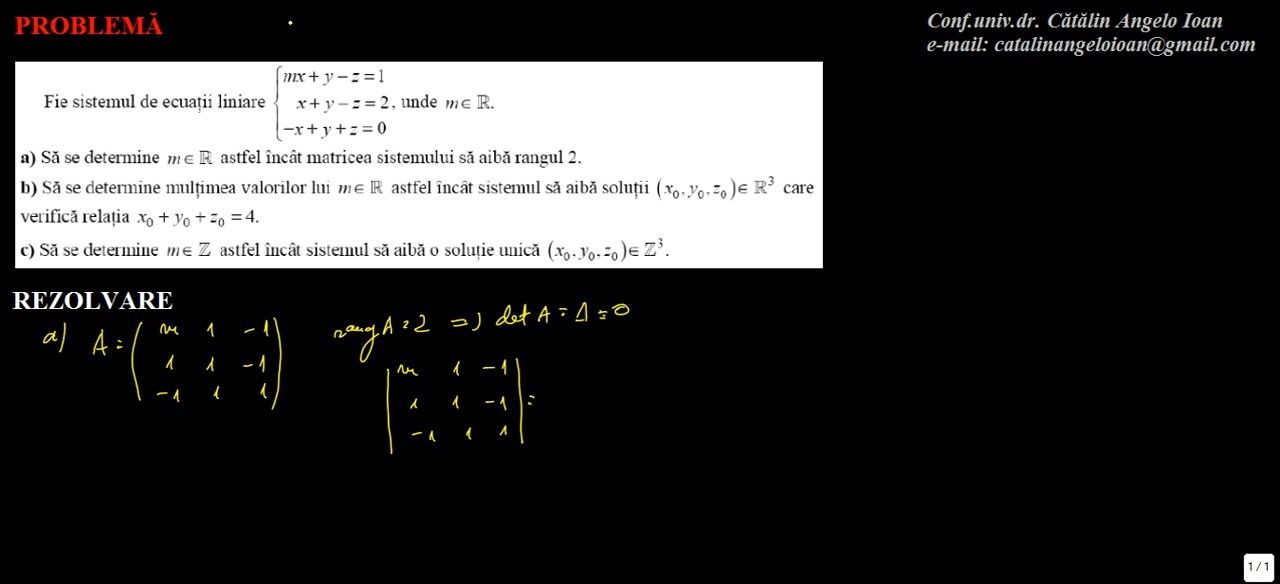 PROBLEMĂ
Conf.univ.dr. Cătălin Angelo Ioan
e-mail: catalinangeloioan@gmail.com
Fie sistemul de ecuații liniare { mx + y − z = 1
x + y − z = 2 , unde m ∈ ℝ.
−x + y + z = 0
a) Să se determine m ∈ ℝ astfel încât matricea sistemului să aibă rangul 2.
b) Să se determine mulțimea valorilor lui m ∈ ℝ astfel încât sistemul să aibă soluții (x₀, y₀, z₀) ∈ ℝ³ care
verifică relația x₀ + y₀ + z₀ = 4.
c) Să se determine m ∈ ℤ astfel încât sistemul să aibă o soluție unică (x₀, y₀, z₀) ∈ ℤ³.
REZOLVARE
a) A = ( m 1 −1
1 1 −1
−1 1 1 )
rang A = 2 => det A = Δ = 0
| m 1 −1 |
| 1 1 −1 | =
| −1 1 1 |
1 / 1